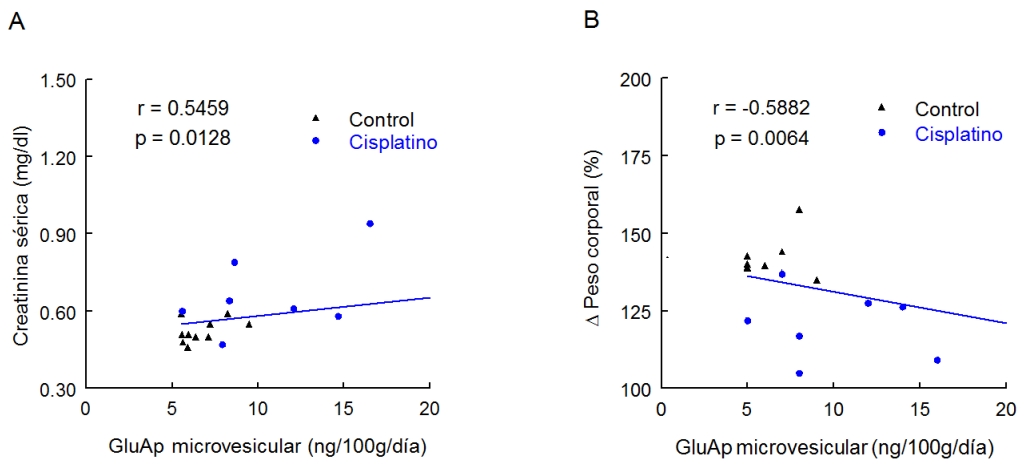 A
r = 0.5459
p = 0.0128
Control
Cisplatino
Creatinina sérica (mg/dl)
1.50
1.20
0.90
0.60
0.30
0 5 10 15 20
GluAp microvesicular (ng/100g/día)
B
r = -0.5882
p = 0.0064
Control
Cisplatino
Δ Peso corporal (%)
200
175
150
125
100
0 5 10 15 20
GluAp microvesicular (ng/100g/día)